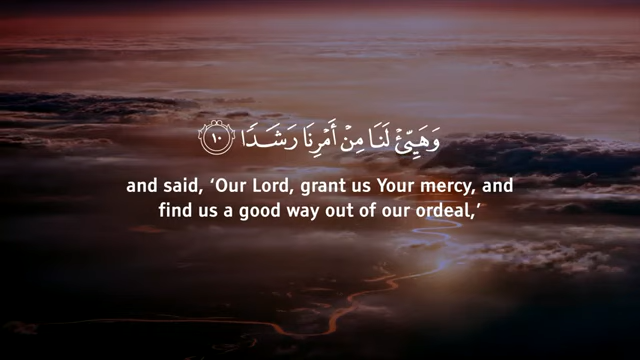 وَهَيِّئْ لَنَا مِنْ أَمْرِنَا رَشَدًا ١٠
and said, ‘Our Lord, grant us Your mercy, and
find us a good way out of our ordeal,’